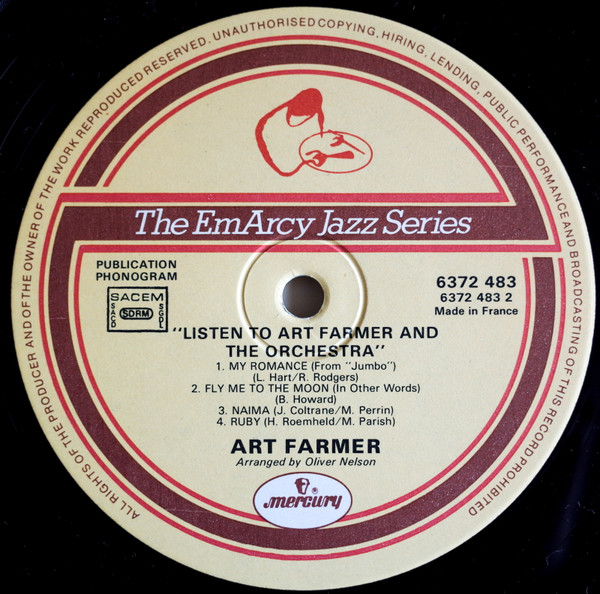 ALL RIGHTS OF THE PRODUCER AND OF THE OWNER OF THE WORK REPRODUCED RESERVED. UNAUTHORISED COPYING, HIRING, LENDING, PUBLIC PERFORMANCE AND BROADCASTING OF THIS RECORD PROHIBITED
The EmArcy Jazz Series
PUBLICATION
PHONOGRAM
SACEM
SACD
SDRM
SGDL
6372 483
6372 483 2
Made in France
"LISTEN TO ART FARMER AND
THE ORCHESTRA"
1. MY ROMANCE (From "Jumbo")
(L. Hart/R. Rodgers)
2. FLY ME TO THE MOON (In Other Words)
(B. Howard)
3. NAIMA (J. Coltrane/M. Perrin)
4. RUBY (H. Roemheld/M. Parish)
ART FARMER
Arranged by Oliver Nelson
mercury